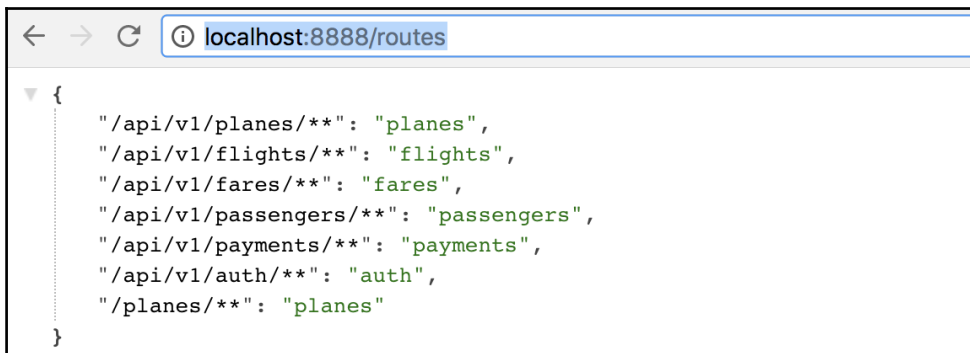 localhost:8888/routes
{
"/api/v1/planes/**": "planes",
"/api/v1/flights/**": "flights",
"/api/v1/fares/**": "fares",
"/api/v1/passengers/**": "passengers",
"/api/v1/payments/**": "payments",
"/api/v1/auth/**": "auth",
"/planes/**": "planes"
}